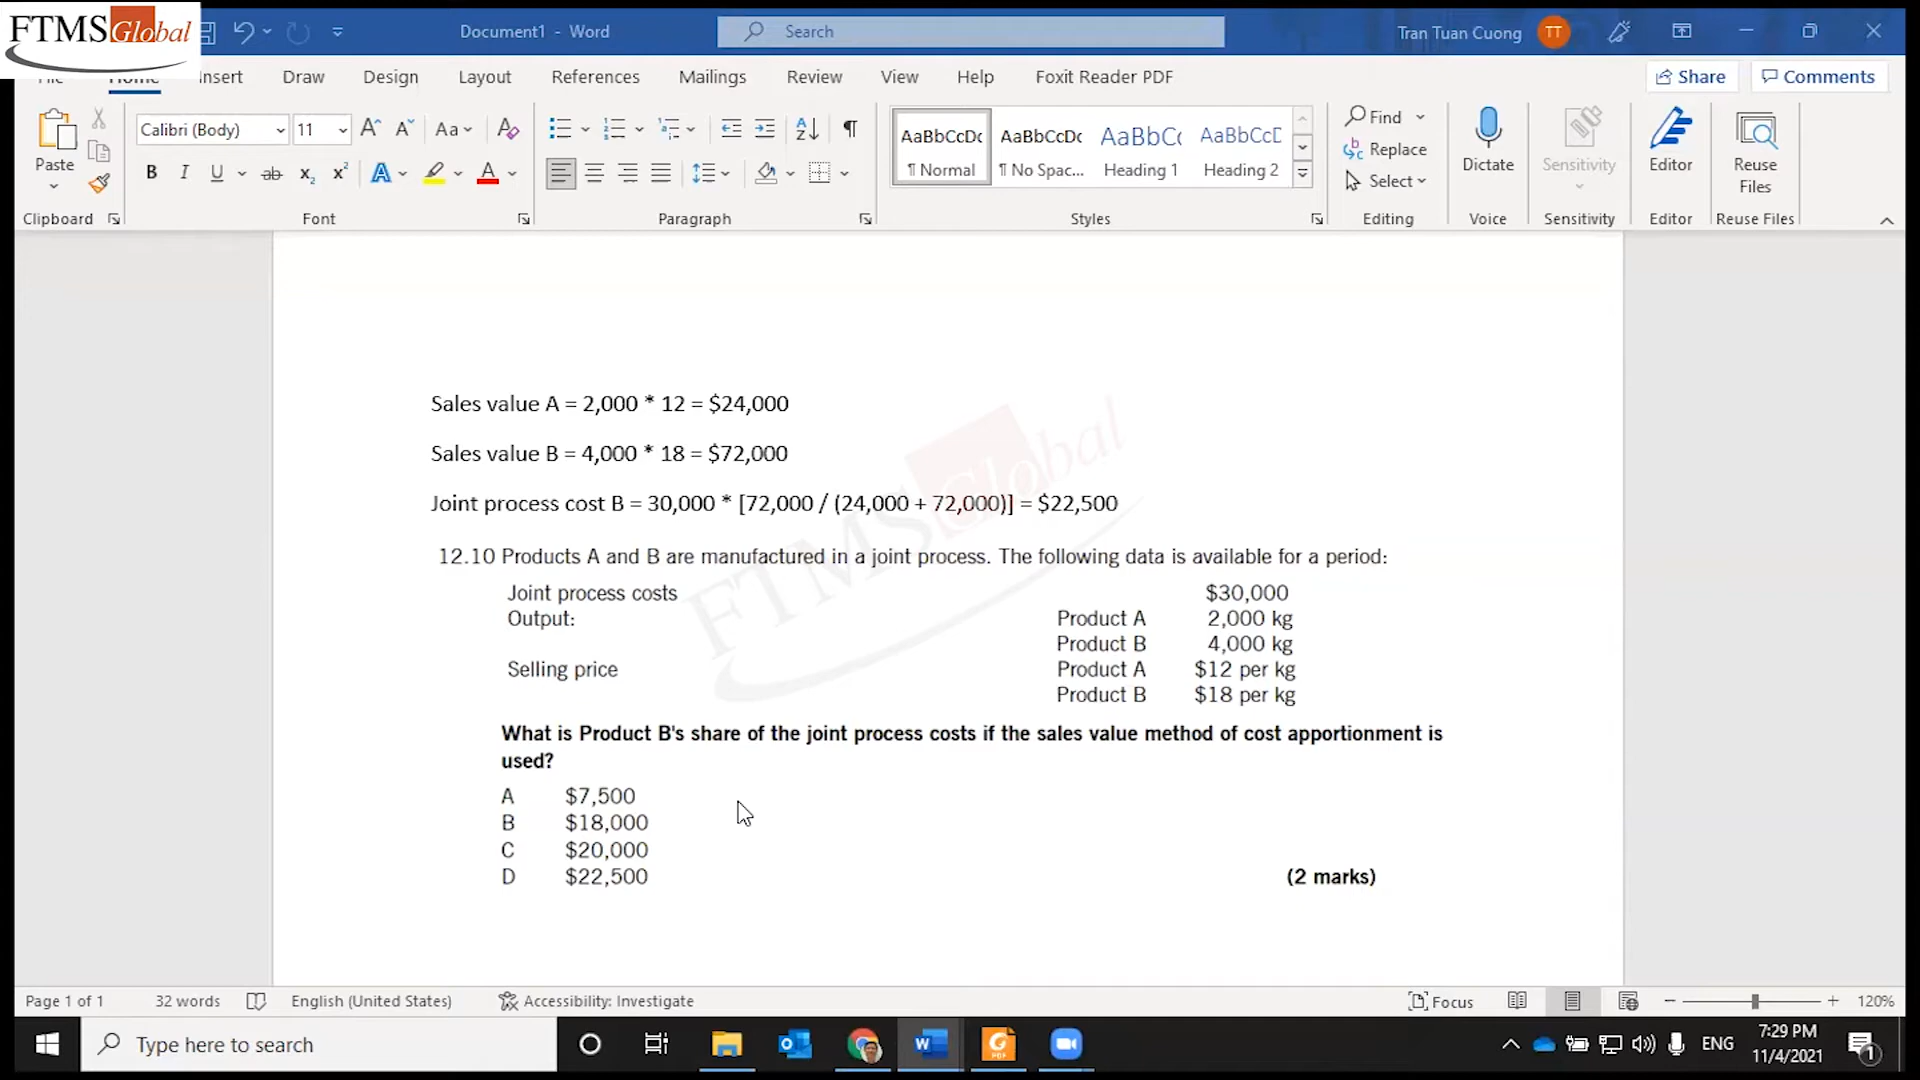 FTMSGlobal
Document1 - Word
Search
Tran Tuan Cuong TT
Home Insert Draw Design Layout References Mailings Review View Help Foxit Reader PDF Share Comments
Paste
Clipboard
Calibri (Body) 11
Font
Paragraph
AaBbCcDc AaBbCcDc AaBbC( AaBbCcE
¶ Normal ¶ No Spac... Heading 1 Heading 2
Styles
Find
Replace
Select
Editing
Dictate
Voice
Sensitivity
Sensitivity
Editor
Editor
Reuse Files
Reuse Files
Sales value A = 2,000 * 12 = $24,000
Sales value B = 4,000 * 18 = $72,000
Joint process cost B = 30,000 * [72,000 / (24,000 + 72,000)] = $22,500
FTMSGlobal
12.10 Products A and B are manufactured in a joint process. The following data is available for a period:
Joint process costs $30,000
Output: Product A 2,000 kg
Product B 4,000 kg
Selling price Product A $12 per kg
Product B $18 per kg
What is Product B's share of the joint process costs if the sales value method of cost apportionment is
used?
A $7,500
B $18,000
C $20,000
D $22,500 (2 marks)
Page 1 of 1 32 words English (United States) Accessibility: Investigate Focus 120%
Type here to search
ENG
7:29 PM
11/4/2021
1